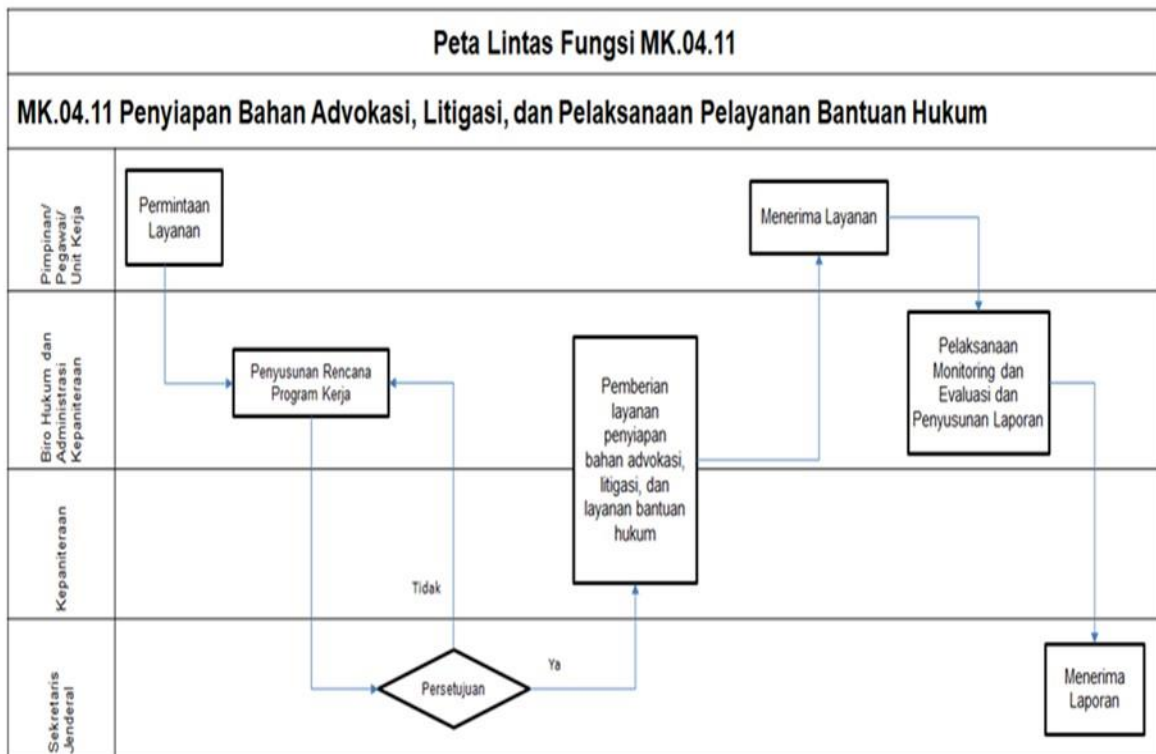 Peta Lintas Fungsi MK.04.11
MK.04.11 Penyiapan Bahan Advokasi, Litigasi, dan Pelaksanaan Pelayanan Bantuan Hukum
Pimpinan/
Pegawai/
Unit Kerja
Permintaan
Layanan
Menerima Layanan
Biro Hukum dan
Administrasi
Kepaniteraan
Penyusunan Rencana
Program Kerja
Pemberian
layanan
penyiapan
bahan advokasi,
litigasi, dan
layanan bantuan
hukum
Pelaksanaan
Monitoring dan
Evaluasi dan
Penyusunan Laporan
Kepaniteraan
Tidak
Sekretaris
Jenderal
Persetujuan
Ya
Menerima
Laporan